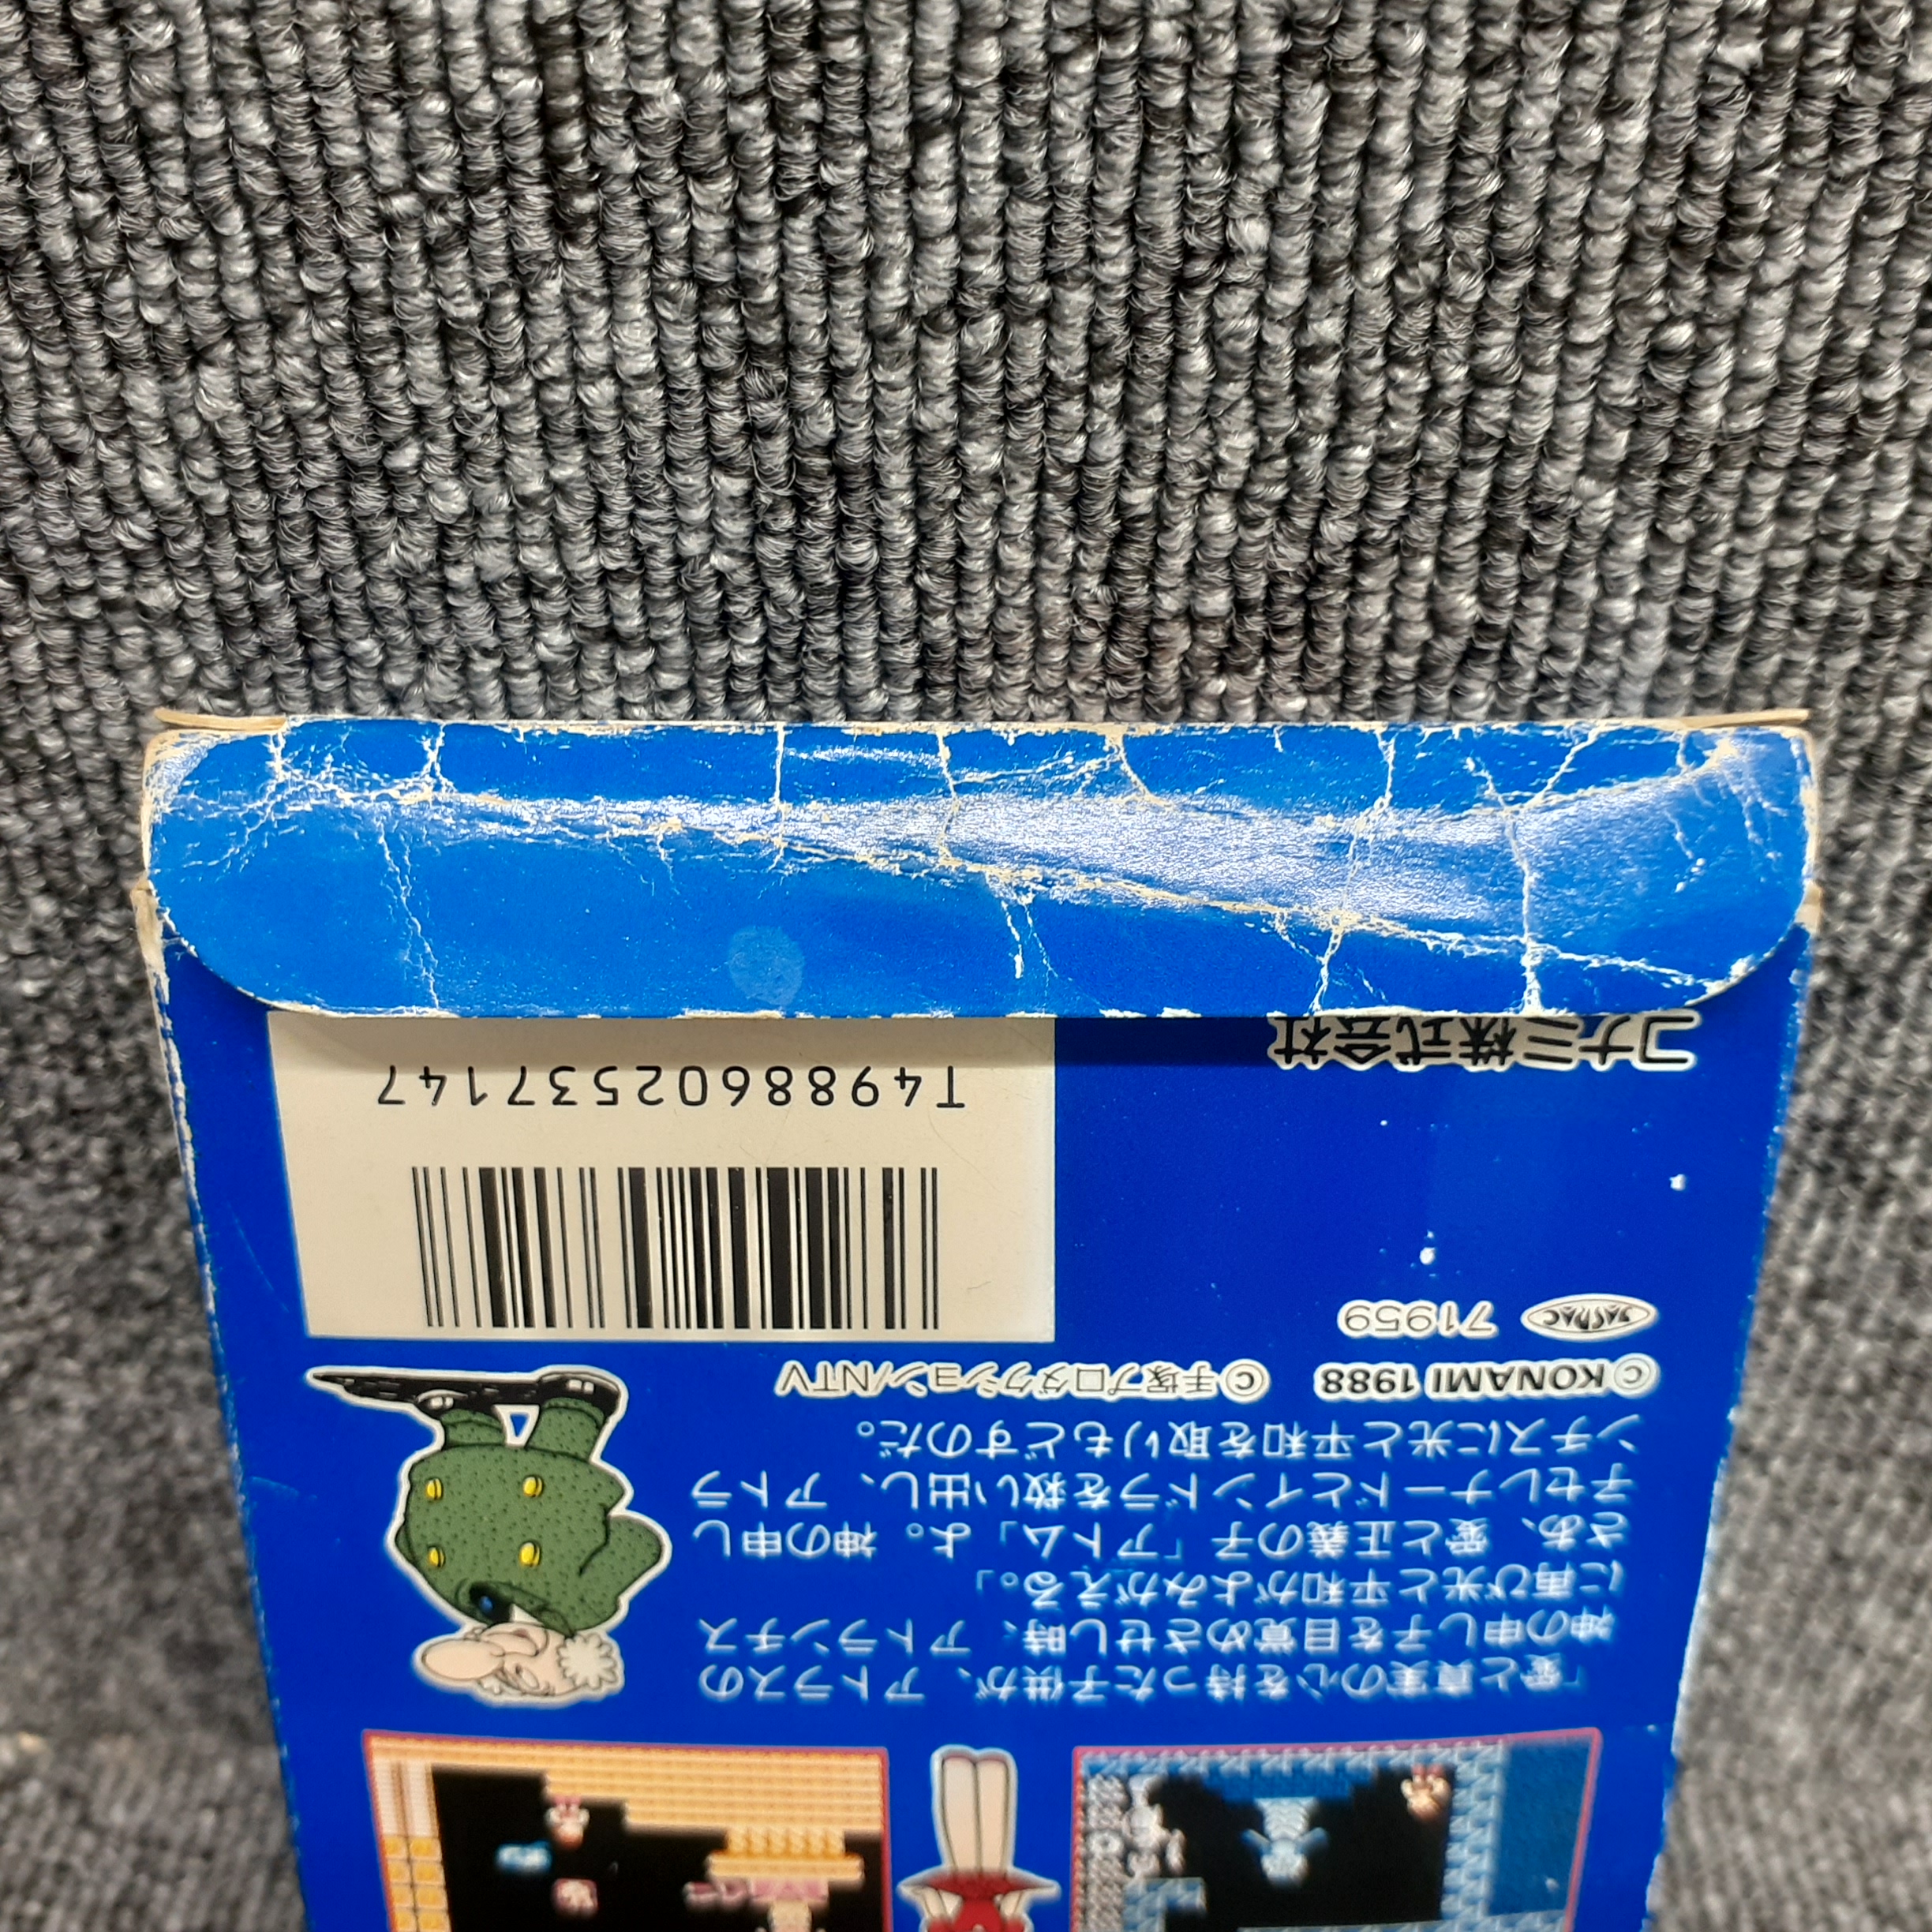 「愛と真実の心を持った子供が、アトラスの
神の申し子を目覚めさせし時、アトランチス
に再び光と平和がよみがえる。」
さあ、愛と正義の子「アトム」よ。神の申し
子セレナードとインドラを救い出し、アトラ
ンチスに光と平和を取りもどすのだ。
©KONAMI 1988 ©手塚プロダクション/NTV
JASRAC 71959
T4988602537147
コナミ株式会社